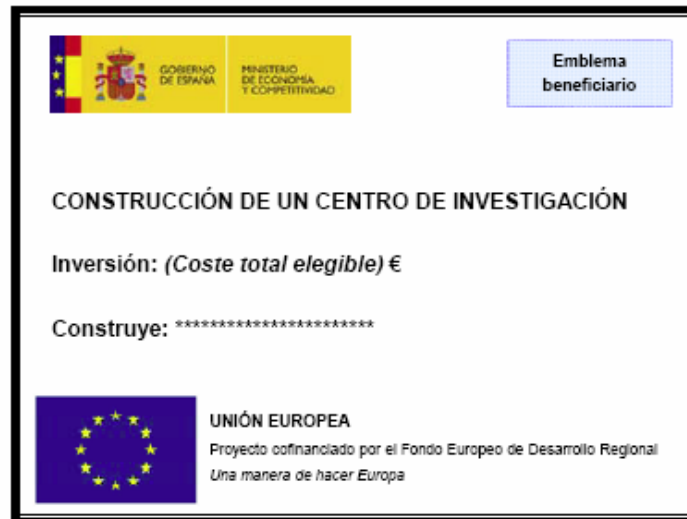 GOBIERNO
DE ESPAÑA
MINISTERIO
DE ECONOMÍA
Y COMPETITIVIDAD
Emblema
beneficiario
CONSTRUCCIÓN DE UN CENTRO DE INVESTIGACIÓN
Inversión: (Coste total elegible) €
Construye: ***********************
UNIÓN EUROPEA
Proyecto cofinanciado por el Fondo Europeo de Desarrollo Regional
Una manera de hacer Europa